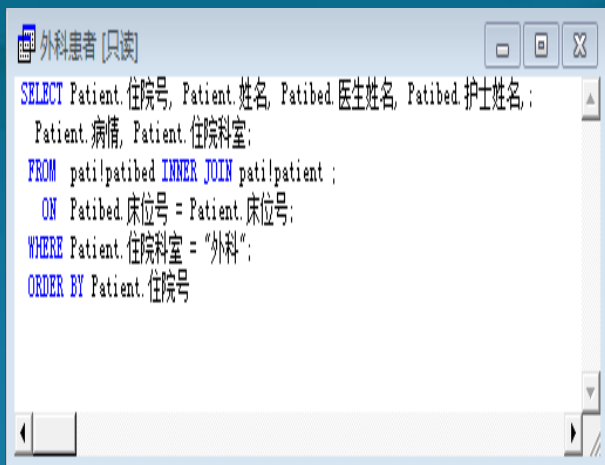 外科患者 [只读]
SELECT Patient.住院号, Patient.姓名, Patibed.医生姓名, Patibed.护士姓名,;
Patient.病情, Patient.住院科室;
FROM pati!patibed INNER JOIN pati!patient ;
ON Patibed.床位号 = Patient.床位号;
WHERE Patient.住院科室 = "外科";
ORDER BY Patient.住院号